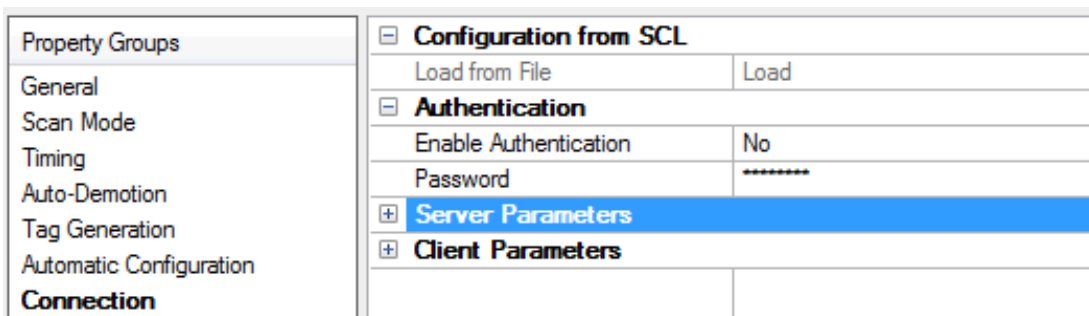 Property Groups
General
Scan Mode
Timing
Auto-Demotion
Tag Generation
Automatic Configuration
Connection
Configuration from SCL
Load from File Load
Authentication
Enable Authentication No
Password ********
Server Parameters
Client Parameters